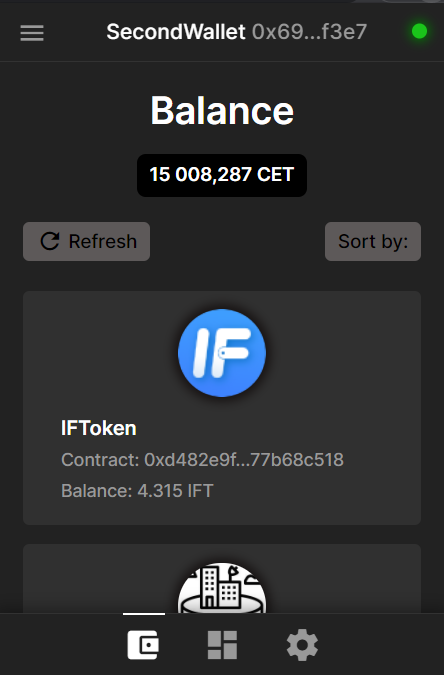 SecondWallet 0x69...f3e7
Balance
15 008,287 CET
Refresh
Sort by:
IF
IFToken
Contract: 0xd482e9f...77b68c518
Balance: 4.315 IFT